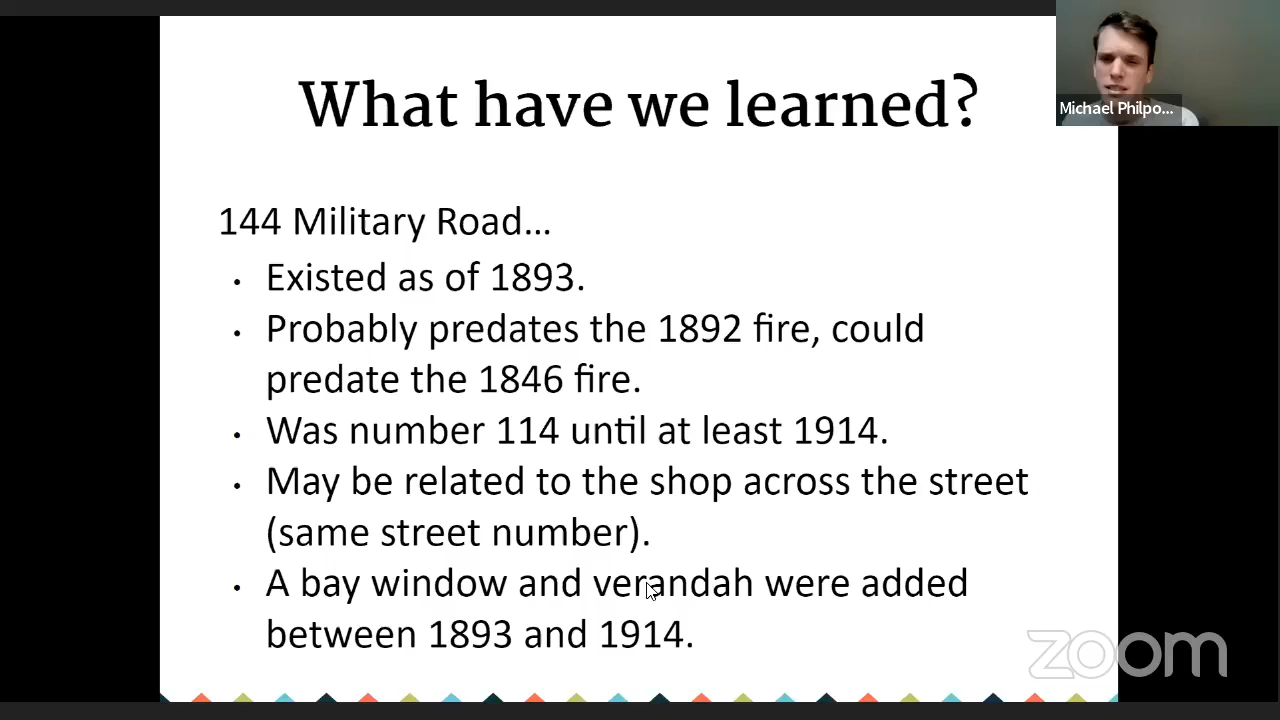 What have we learned?
Michael Philpo...
144 Military Road...
• Existed as of 1893.
• Probably predates the 1892 fire, could
predate the 1846 fire.
• Was number 114 until at least 1914.
• May be related to the shop across the street
(same street number).
• A bay window and verandah were added
between 1893 and 1914.
zoom